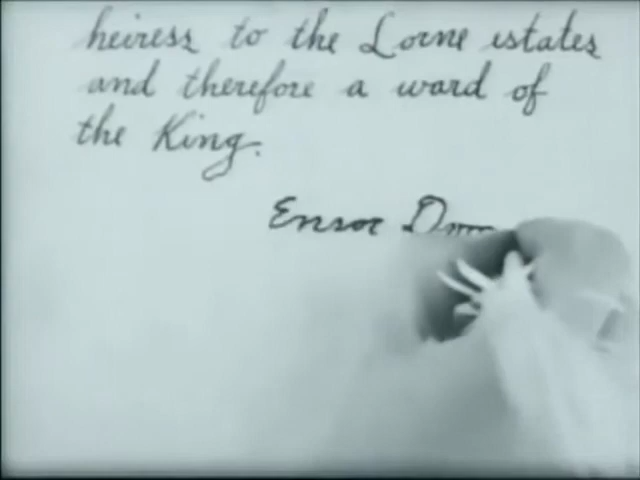 heiress to the Lorne estates
and therefore a ward of
the King.
Ensor